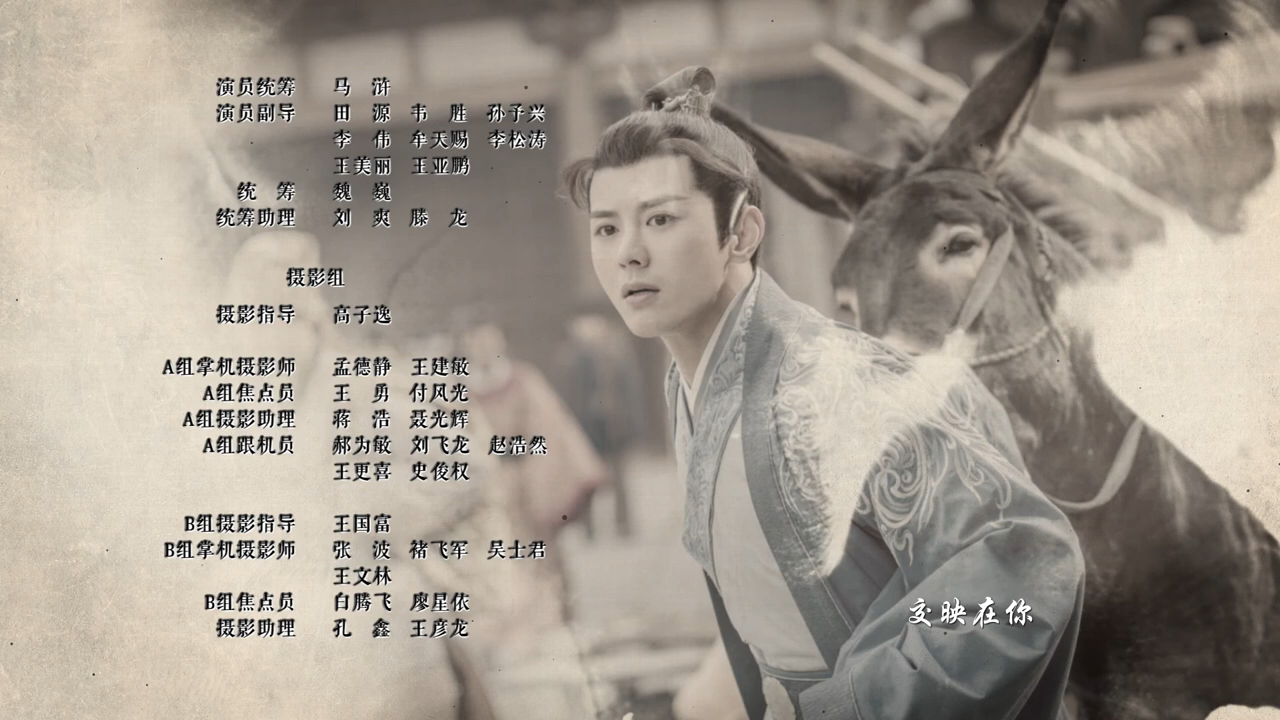 演员统筹 马 浒
演员副导 田 源 韦 胜 孙子兴
李 伟 牟天赐 李松涛
王美丽 王亚鹏
统 筹 魏 巍
统筹助理 刘 爽 滕 龙
摄影组
摄影指导 高子逸
A组掌机摄影师 孟德静 王建敏
A组焦点员 王 勇 付风光
A组摄影助理 蒋 浩 聂光辉
A组跟机员 郝为敏 刘飞龙 赵浩然
王更喜 史俊权
B组摄影指导 王国富
B组掌机摄影师 张 波 褚飞军 吴士君
王文林
B组焦点员 白腾飞 廖星依
摄影助理 孔 鑫 王彦龙
交映在你